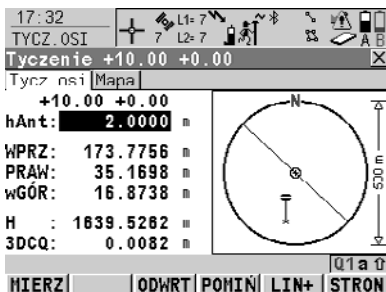 17:32
TYCZ.OSI
7 L1= 7
L2= 7
A B
Tyczenie +10.00 +0.00
Tycz osi Mapa
+10.00 +0.00
hAnt: 2.0000 m
WPRZ: 173.7756 m
PRAW: 35.1698 m
wGÓR: 16.8738 m
H : 1639.5262 m
3DCQ: 0.0082 m
N
500 m
Q1 a
MIERZ ODWRT POMIŃ LIN+ STRON